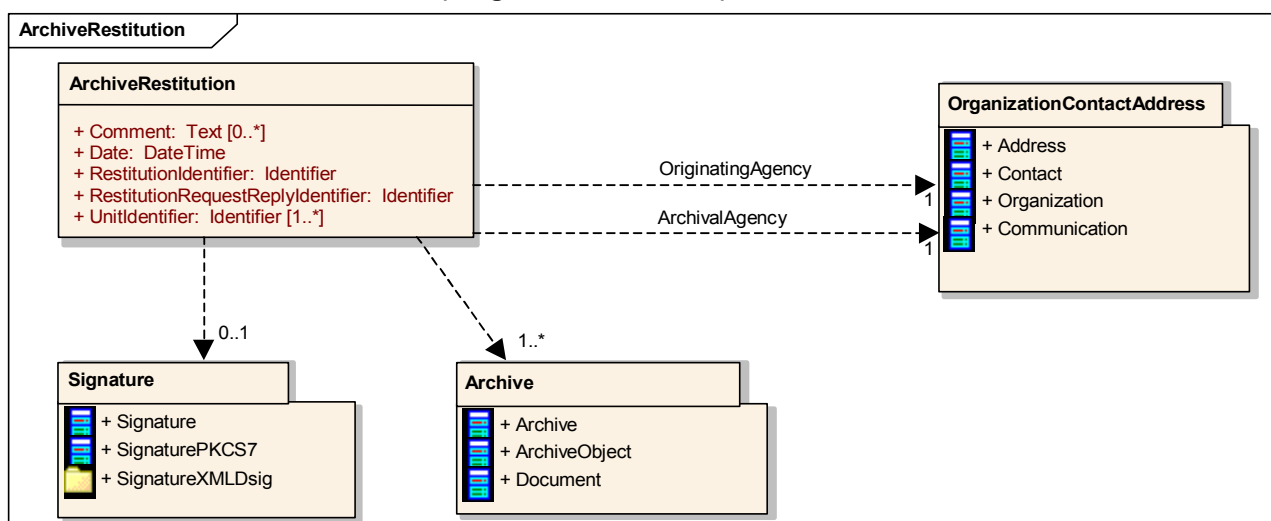 ArchiveRestitution
ArchiveRestitution
+ Comment: Text [0..*]
+ Date: DateTime
+ RestitutionIdentifier: Identifier
+ RestitutionRequestReplyIdentifier: Identifier
+ UnitIdentifier: Identifier [1..*]
OriginatingAgency
1
ArchivalAgency
1
OrganizationContactAddress
+ Address
+ Contact
+ Organization
+ Communication
0..1
1..*
Signature
+ Signature
+ SignaturePKCS7
+ SignatureXMLDsig
Archive
+ Archive
+ ArchiveObject
+ Document